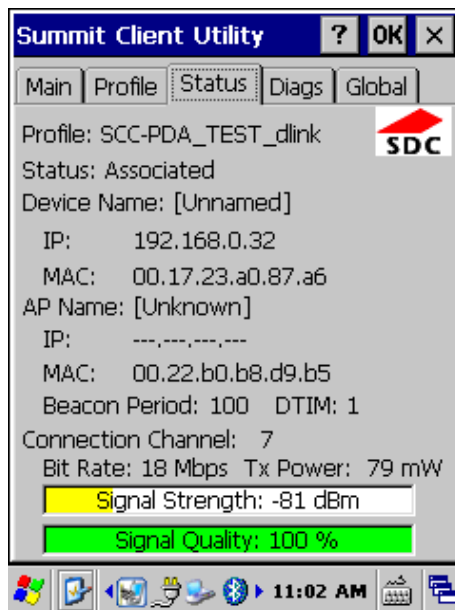 Summit Client Utility ? OK ×
Main Profile Status Diags Global
Profile: SCC-PDA_TEST_dlink
SDC
Status: Associated
Device Name: [Unnamed]
IP: 192.168.0.32
MAC: 00.17.23.a0.87.a6
AP Name: [Unknown]
IP: ---.---.---.---
MAC: 00.22.b0.b8.d9.b5
Beacon Period: 100 DTIM: 1
Connection Channel: 7
Bit Rate: 18 Mbps Tx Power: 79 mW
Signal Strength: -81 dBm
Signal Quality: 100 %
11:02 AM